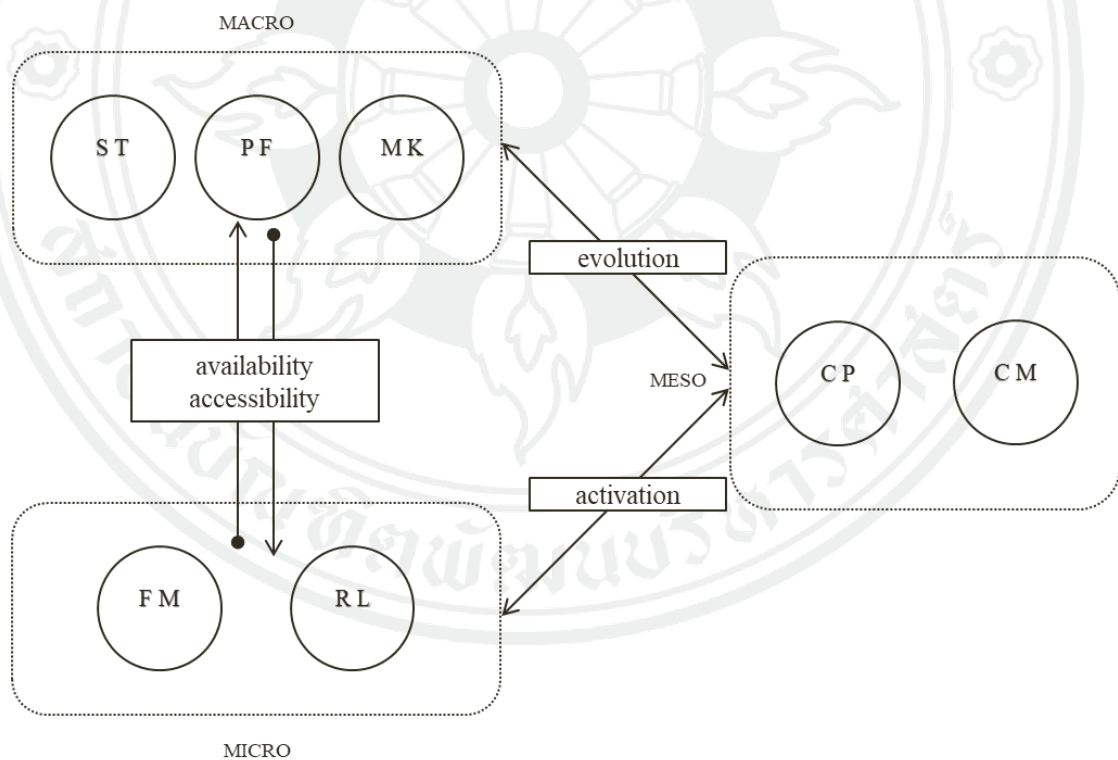 MACRO
S T
P F
M K
evolution
availability
accessibility
MESO
C P
C M
activation
F M
R L
MICRO